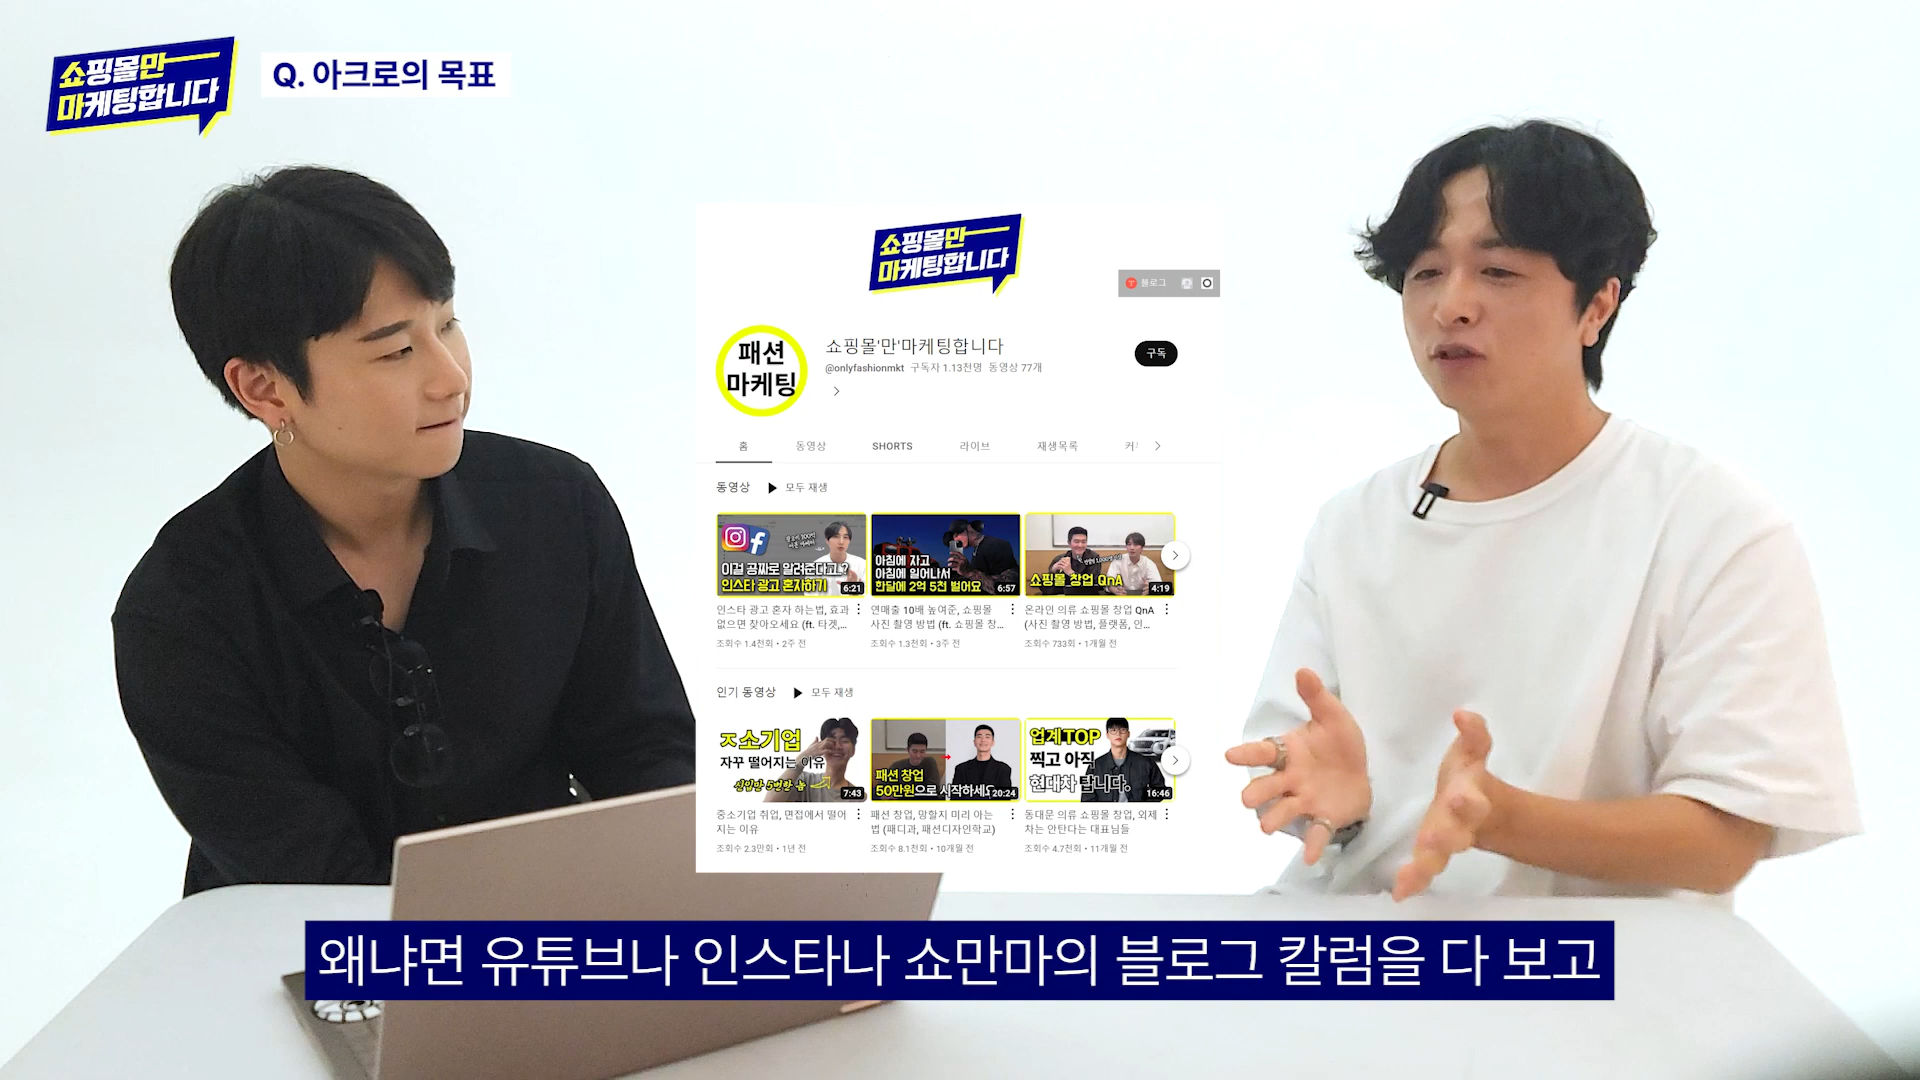 쇼핑몰만
마케팅합니다
Q. 아크로의 목표
쇼핑몰만
마케팅합니다
블로그
패션
마케팅
쇼핑몰'만'마케팅합니다
@onlyfashionmkt 구독자 1.13천명 동영상 77개
구독
홈 동영상 SHORTS 라이브 재생목록
동영상 모두 재생
이걸 공짜로 알려준다고?
인스타 광고 혼자하기
6:21
아침에 자고
아침에 일어나서
한달에 2억 5천 벌어요
6:57
쇼핑몰 창업 QnA
4:19
인스타 광고 혼자 하는법, 효과
없으면 찾아오세요 (ft. 타겟,...
조회수 1.4천회 • 2주 전
연매출 10배 높여준, 쇼핑몰
사진 촬영 방법 (ft. 쇼핑몰 창...
조회수 1.3천회 • 3주 전
온라인 의류 쇼핑몰 창업 QnA
(사진 촬영 방법, 플랫폼, 인...
조회수 733회 • 1개월 전
인기 동영상 모두 재생
ㅈ소기업
자꾸 떨어지는 이유
신입만 5번한 놈
7:43
패션 창업
50만원으로 시작하세요
20:24
업계TOP
찍고 아직
현대차 탑니다.
16:46
중소기업 취업, 면접에서 떨어
지는 이유
조회수 2.3만회 • 1년 전
패션 창업, 망할지 미리 아는
법 (패디과, 패션디자인학교)
조회수 8.1천회 • 10개월 전
동대문 의류 쇼핑몰 창업, 외제
차는 안탄다는 대표님들
조회수 4.7천회 • 11개월 전
왜냐면 유튜브나 인스타나 쇼만마의 블로그 칼럼을 다 보고